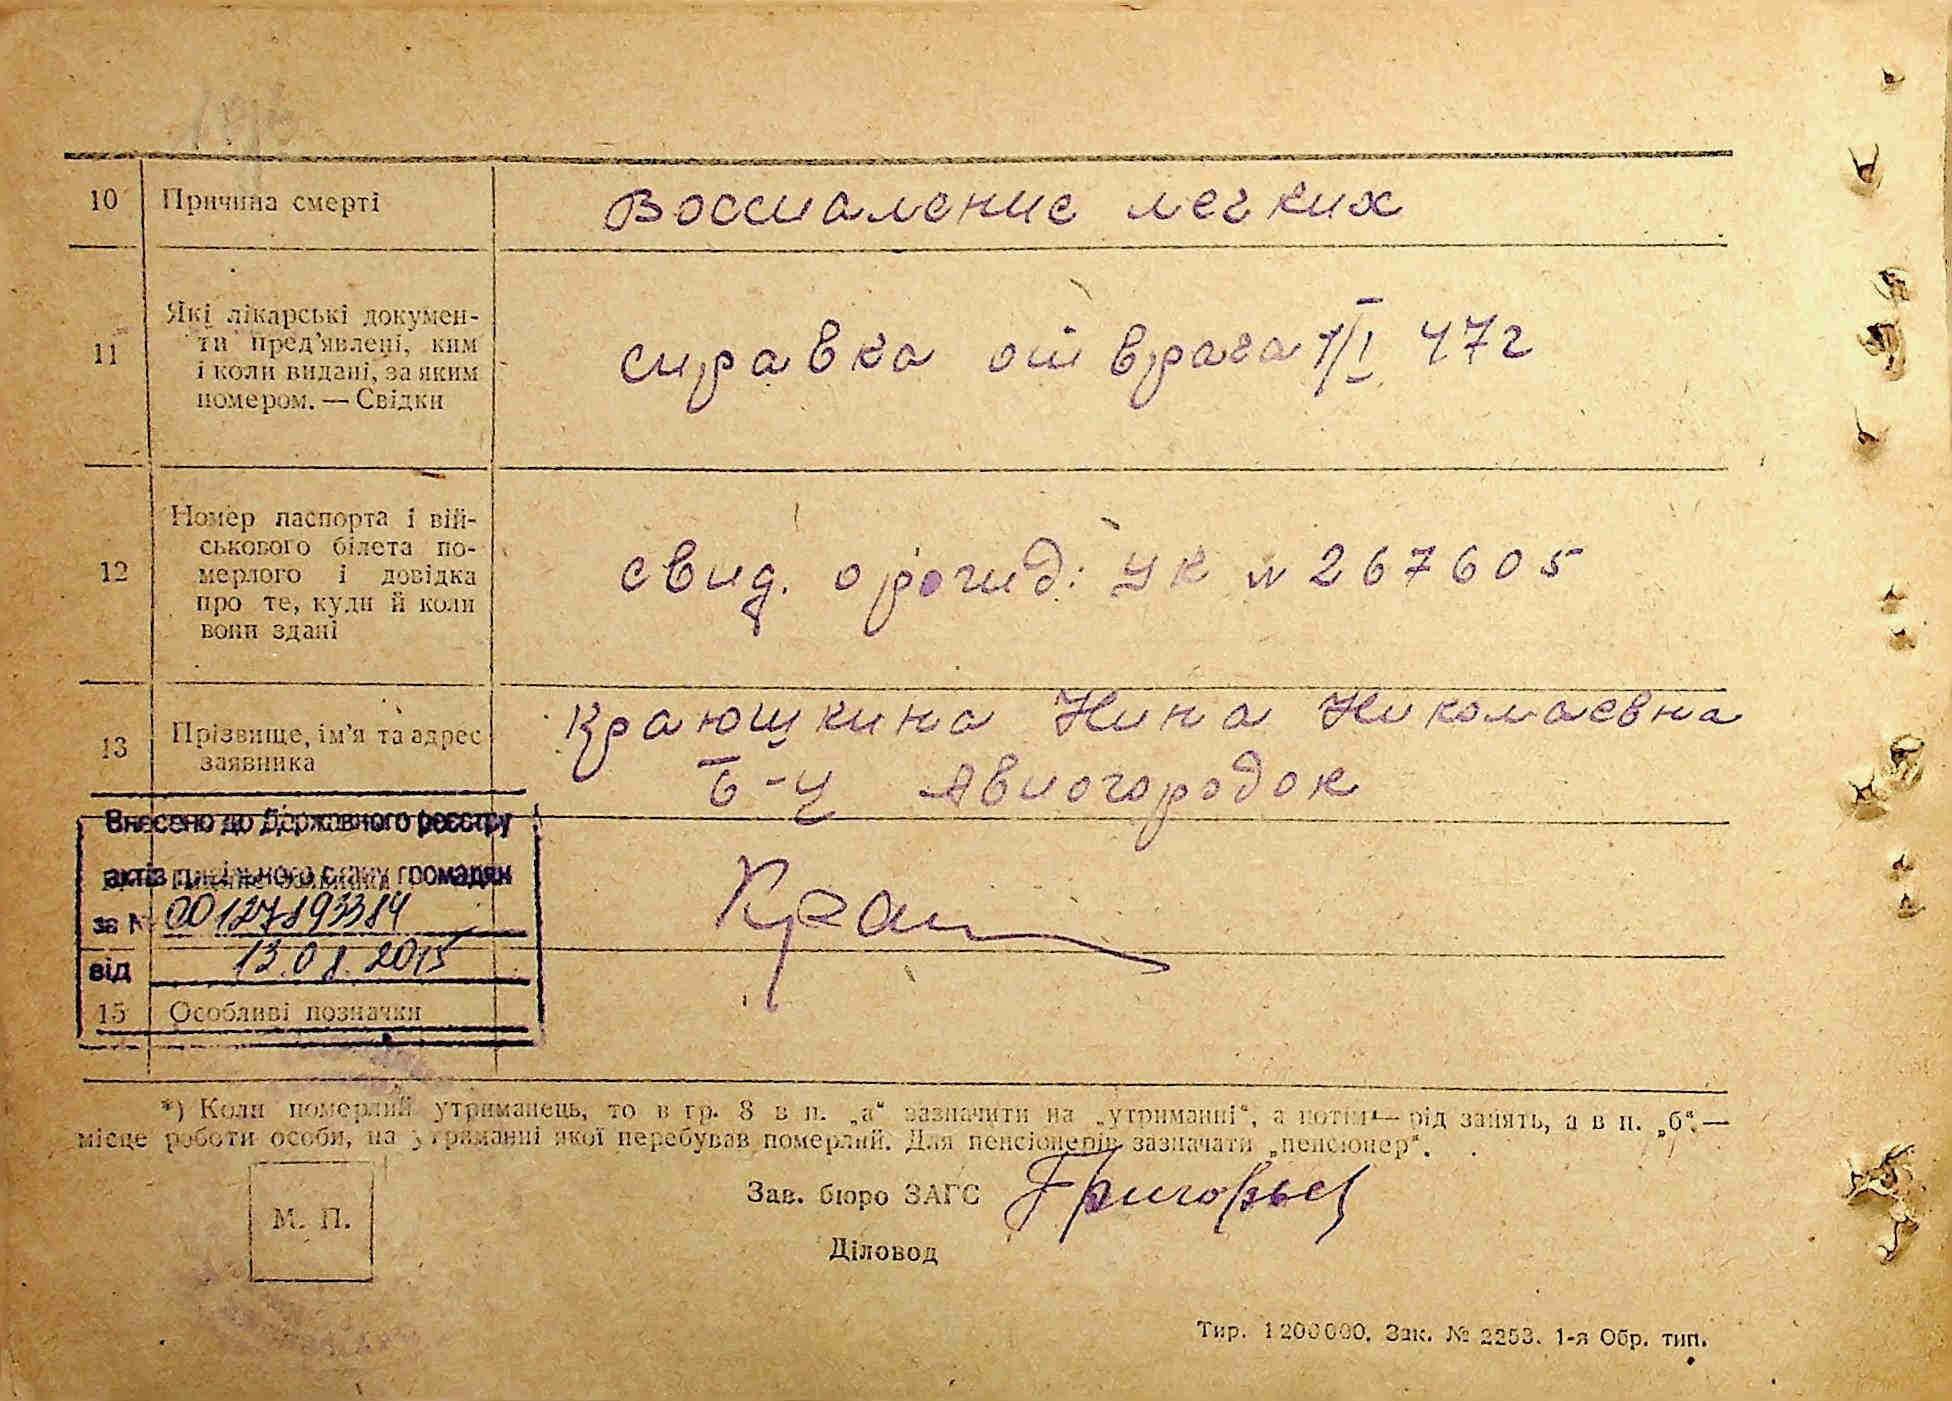 10 Причина смерті Воспаление легких
Які лікарські докумен-
ти пред'явлені, ким
11 і коли видані, за яким справка от врача 1/I 47г
номером. — Свідки
Номер паспорта і вій-
ськового білета по-
12 мерлого і довідка свид. о рожид: УК № 267605
про те, куди й коли
вони здані
Краюшкина Нина Николаевна
13 Прізвище, ім'я та адрес
заявника Б-Ц Авиогородок
Внесено до Державного реєстру
актів цивільного стану громадян
за № 00127893384
від 13.08.2015
15 Особливі позначки
*) Коли померлий утриманець, то в гр. 8 в п. „а“ зазначити на „утриманні“, а потім — рід занять, а в п. „б“ —
місце роботи особи, на утриманні якої перебував померлий. Для пенсіонерів зазначати „пенсіонер“.
Зав. бюро ЗАГС Григорьев
М. П.
Діловод
Тир. 1200000. Зак. № 2253. 1-я Обр. тип.